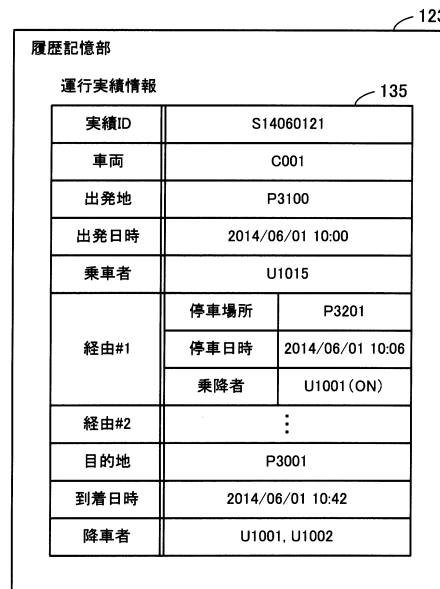 123
履歴記憶部
運行実績情報
135
実績ID S14060121
車両 C001
出発地 P3100
出発日時 2014/06/01 10:00
乗車者 U1015
経由#1
停車場所 P3201
停車日時 2014/06/01 10:06
乗降者 U1001(ON)
経由#2 ⋮
目的地 P3001
到着日時 2014/06/01 10:42
降車者 U1001, U1002